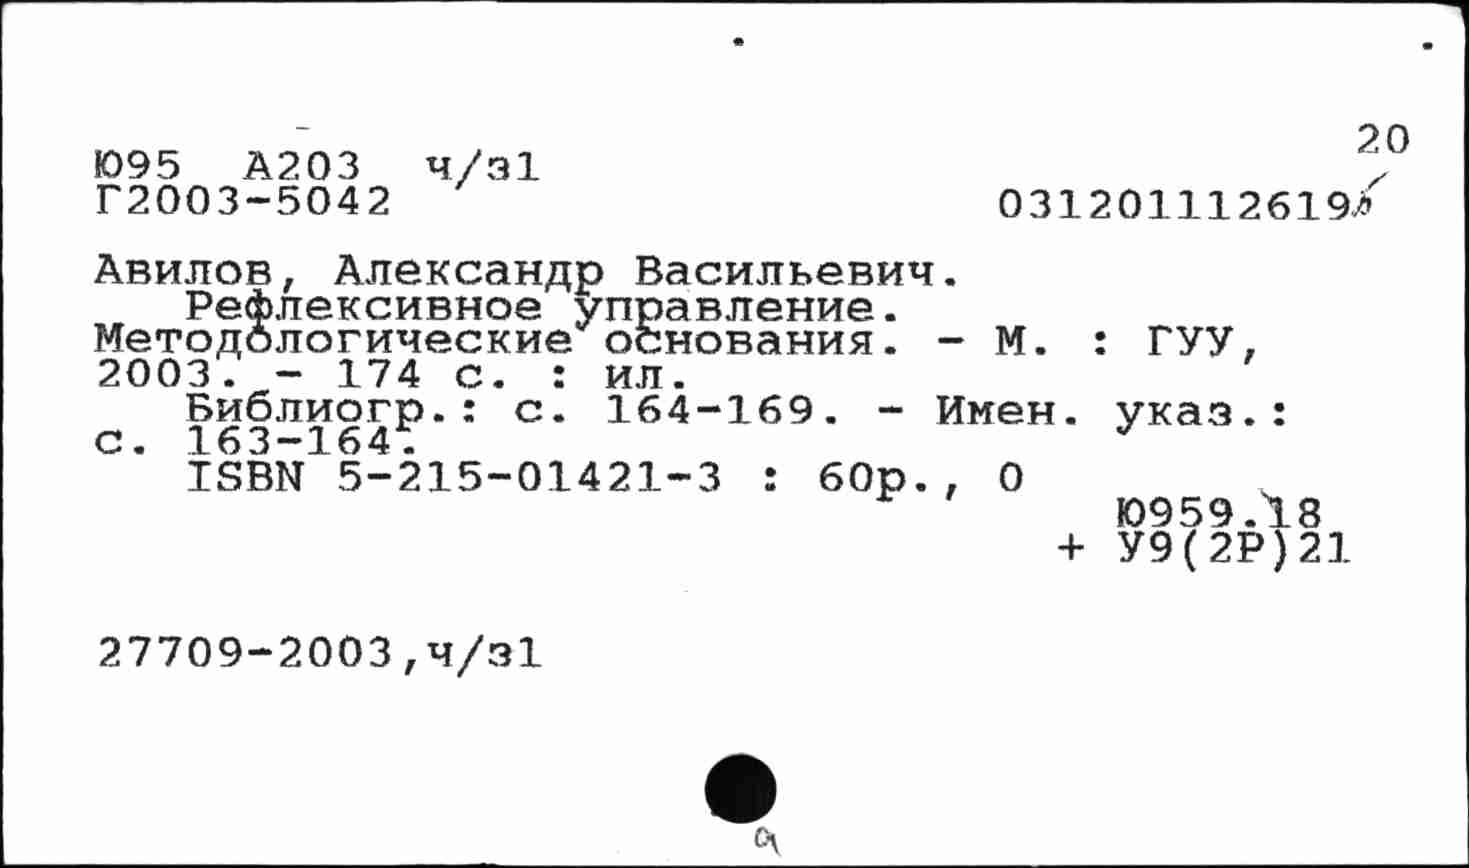 20
Ю95 А203 ч/з1
Г2003-5042 031201112619
Авилов, Александр Васильевич.
Рефлексивное управление.
Методологические основания. - М. : ГУУ,
2003. - 174 с. : ил.
Библиогр.: с. 164-169. - Имен. указ.:
с. 163-164.
ISBN 5-215-01421-3 : 60р., 0
Ю959.18
+ У9(2Р)21
27709-2003,ч/з1